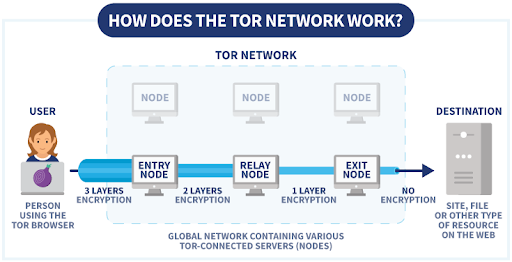 HOW DOES THE TOR NETWORK WORK?
TOR NETWORK
NODE
NODE
NODE
USER
DESTINATION
ENTRY
NODE
RELAY
NODE
EXIT
NODE
3 LAYERS
ENCRYPTION
2 LAYERS
ENCRYPTION
1 LAYER
ENCRYPTION
NO
ENCRYPTION
PERSON
USING THE
TOR BROWSER
SITE, FILE
OR OTHER TYPE
OF RESOURCE
ON THE WEB
GLOBAL NETWORK CONTAINING VARIOUS
TOR-CONNECTED SERVERS (NODES)